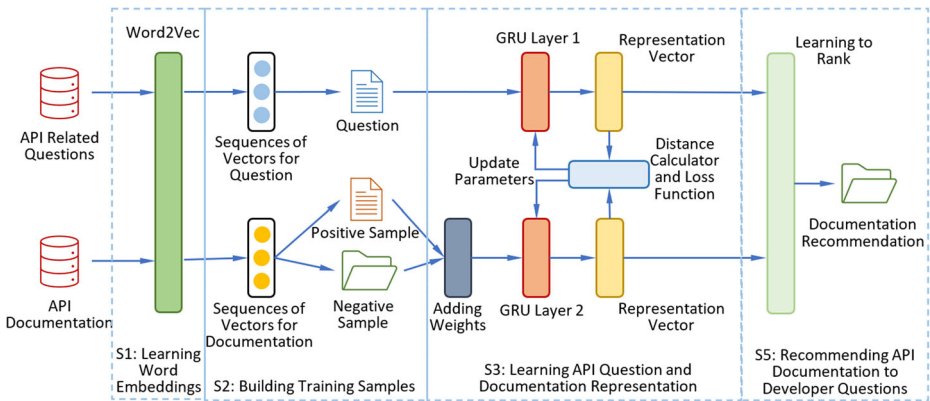 Word2Vec
GRU Layer 1
Representation
Vector
Learning to
Rank
API Related
Questions
Sequences of
Vectors for
Question
Question
Update
Parameters
Distance
Calculator
and Loss
Function
Positive Sample
Documentation
Recommendation
API
Documentation
Sequences of
Vectors for
Documentation
Negative
Sample
Adding
Weights
GRU Layer 2
Representation
Vector
S1: Learning
Word
Embeddings
S2: Building Training Samples
S3: Learning API Question and
Documentation Representation
S5: Recommending API
Documentation to
Developer Questions